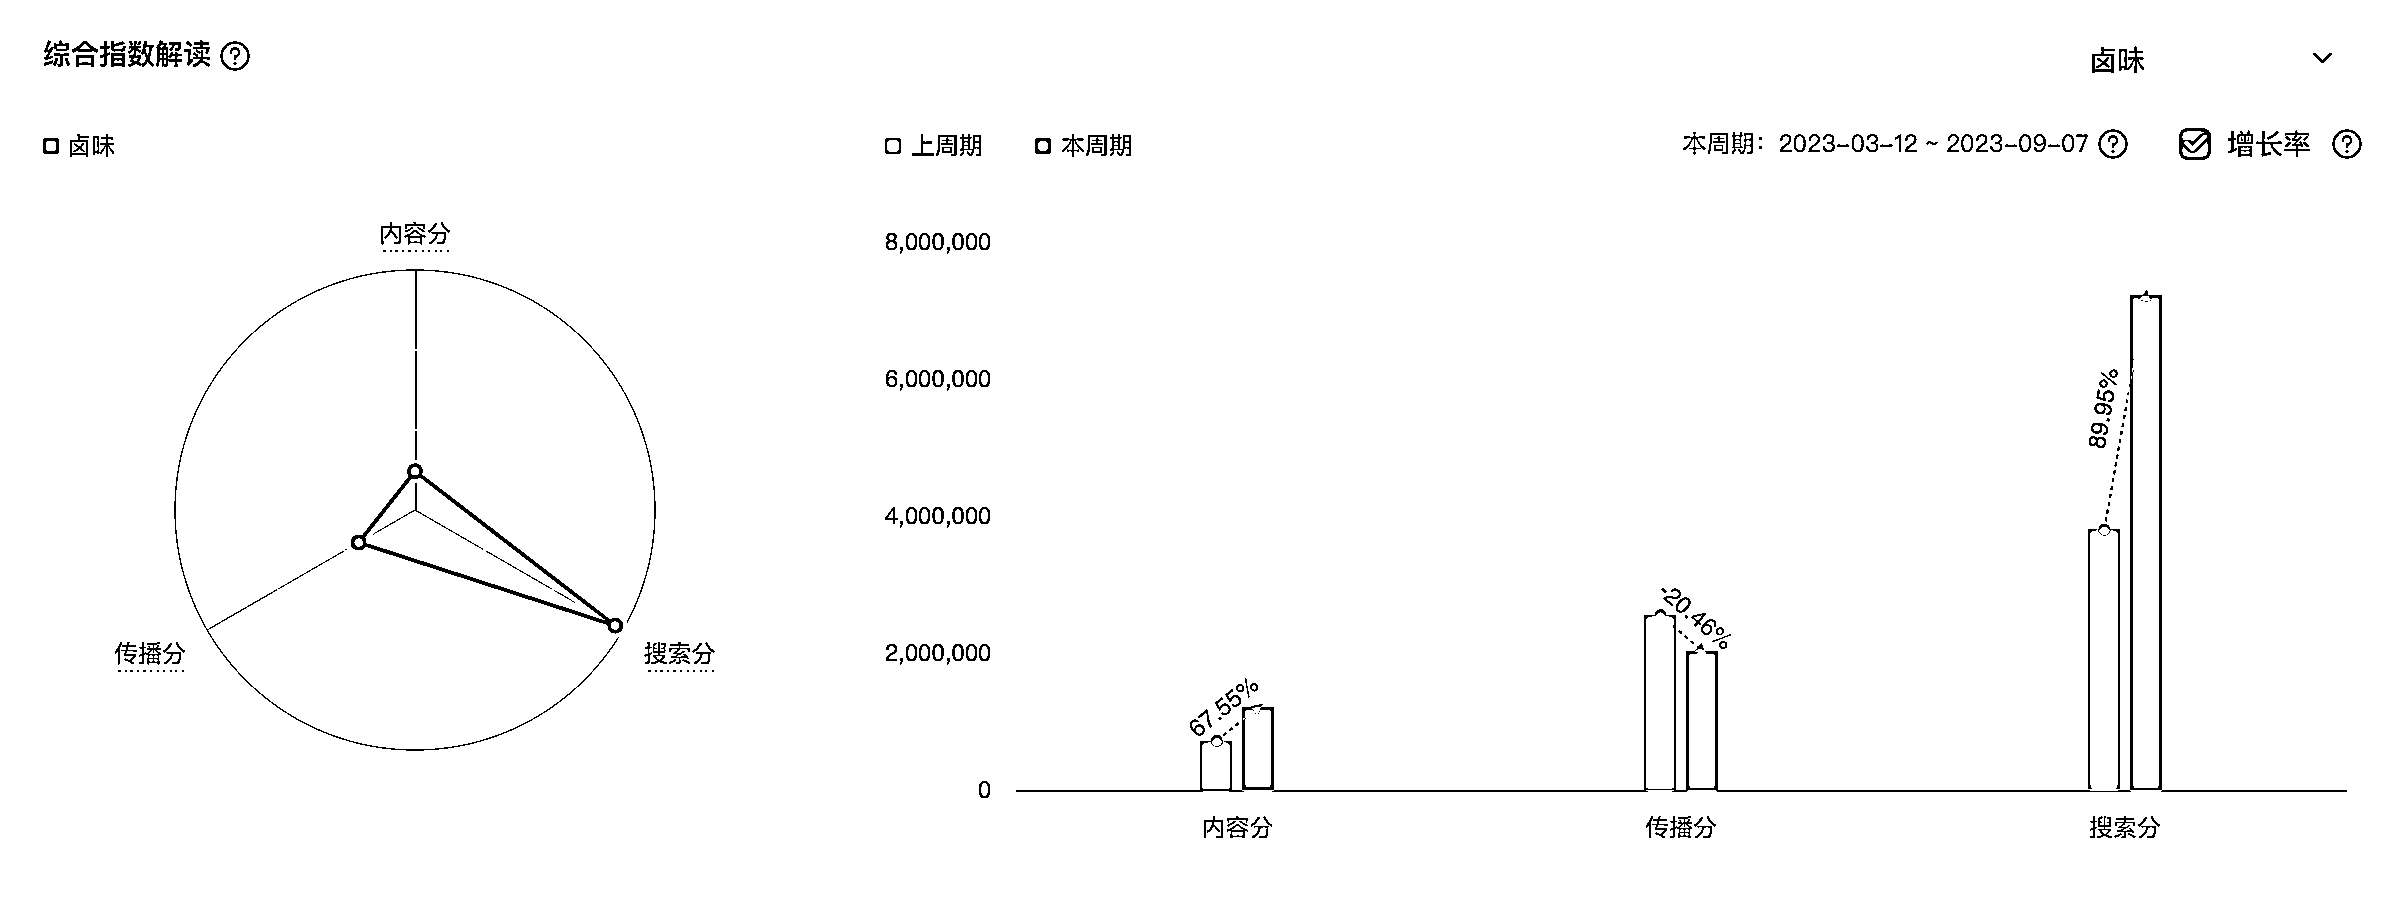 综合指数解读
卤味
卤味
上周期 本周期
本周期：2023-03-12 ~ 2023-09-07 增长率
内容分
传播分
搜索分
8,000,000
6,000,000
4,000,000
2,000,000
0
67.55%
-20.46%
89.95%
内容分 传播分 搜索分